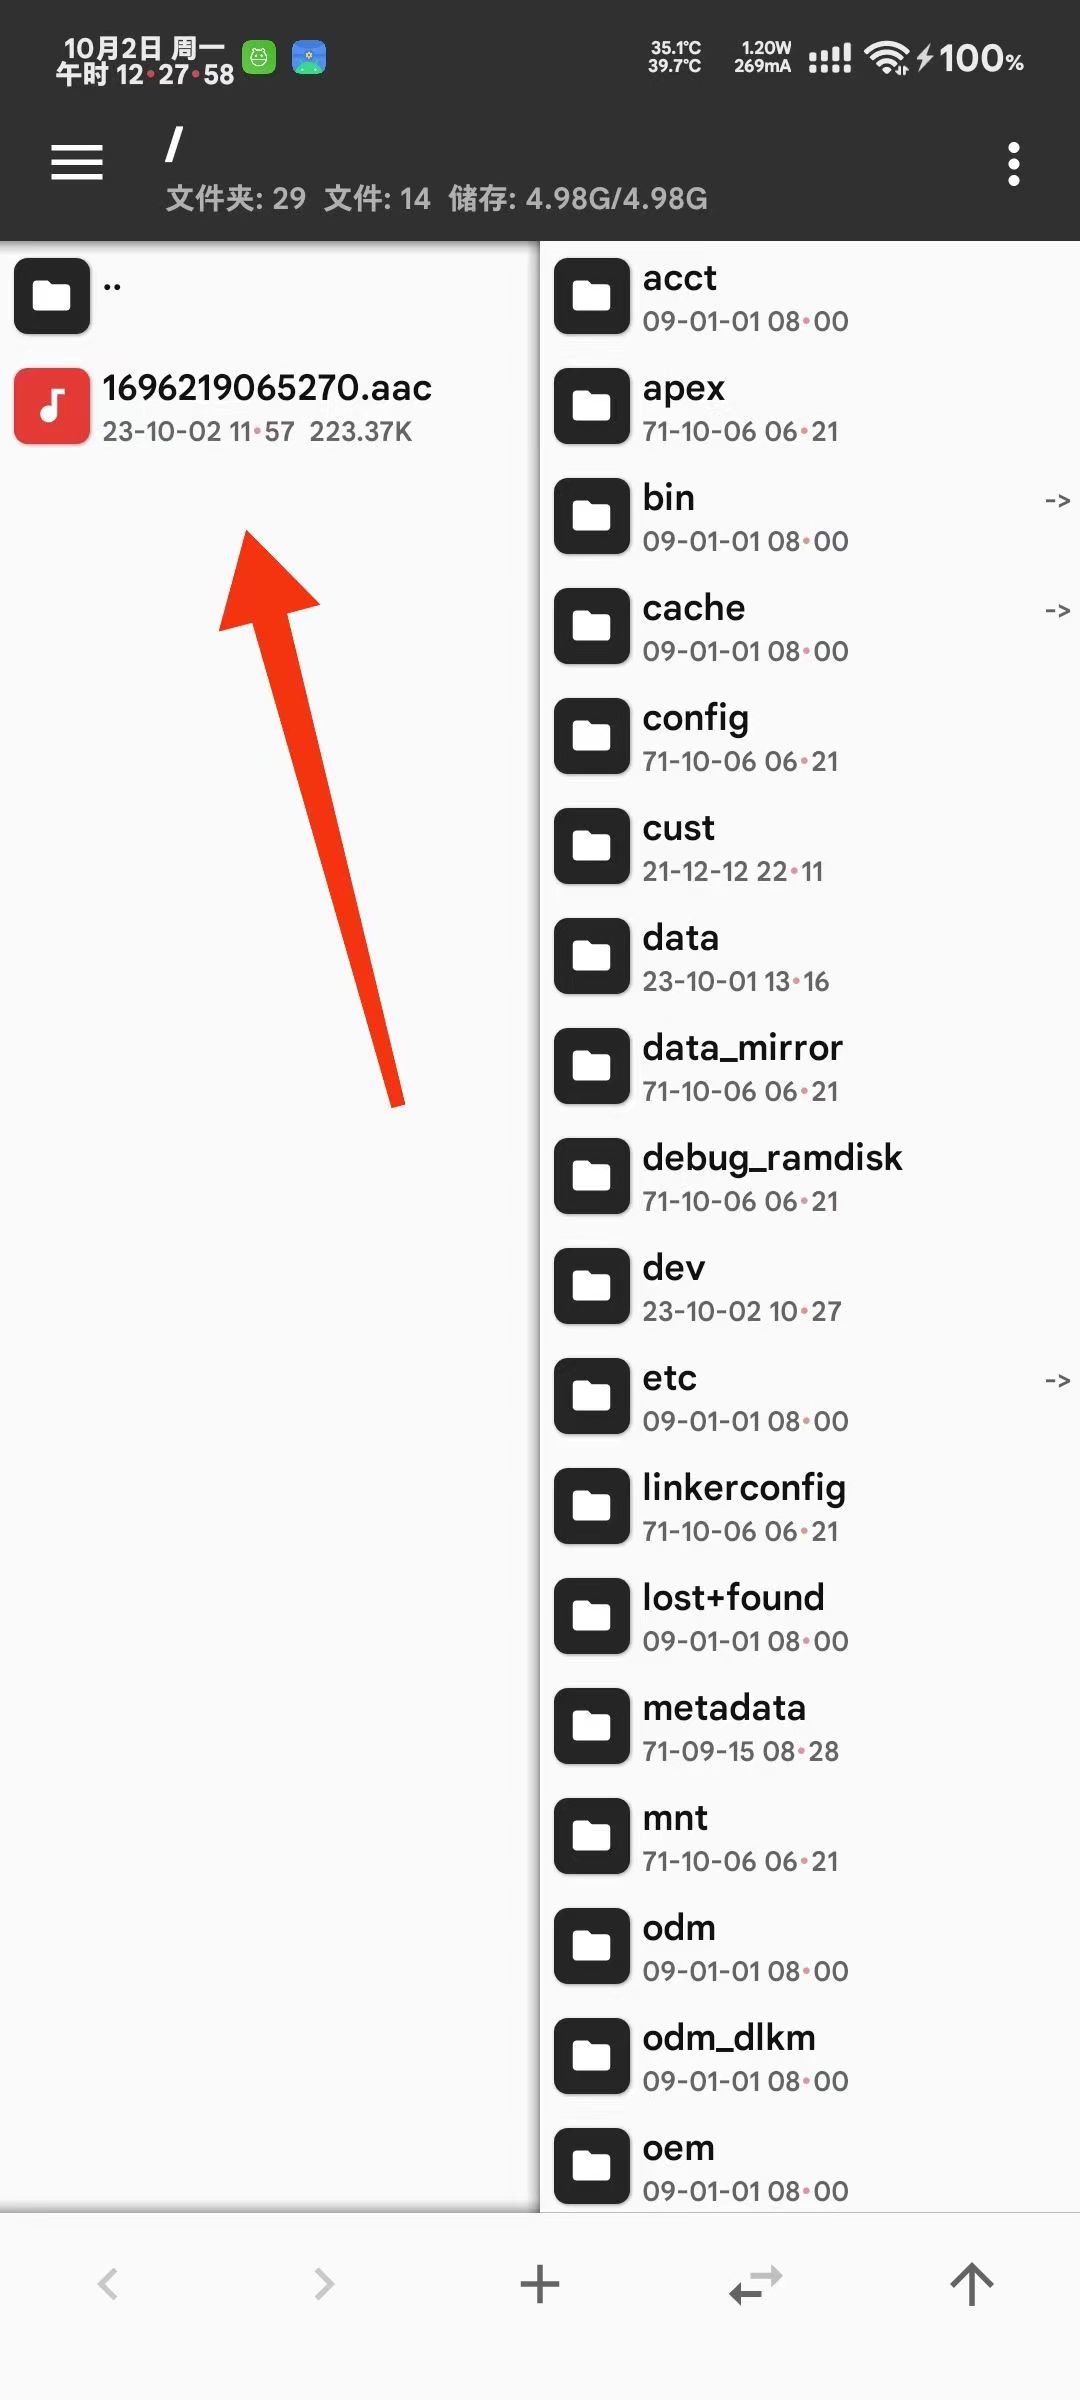 10月2日 周一
午时 12•27•58
35.1°C
39.7°C
1.20W
269mA
100%
/
文件夹: 29 文件: 14 储存: 4.98G/4.98G
..
1696219065270.aac
23-10-02 11•57 223.37K
acct
09-01-01 08•00
apex
71-10-06 06•21
bin
->
09-01-01 08•00
cache
->
09-01-01 08•00
config
71-10-06 06•21
cust
21-12-12 22•11
data
23-10-01 13•16
data_mirror
71-10-06 06•21
debug_ramdisk
71-10-06 06•21
dev
23-10-02 10•27
etc
->
09-01-01 08•00
linkerconfig
71-10-06 06•21
lost+found
09-01-01 08•00
metadata
71-09-15 08•28
mnt
71-10-06 06•21
odm
09-01-01 08•00
odm_dlkm
09-01-01 08•00
oem
09-01-01 08•00